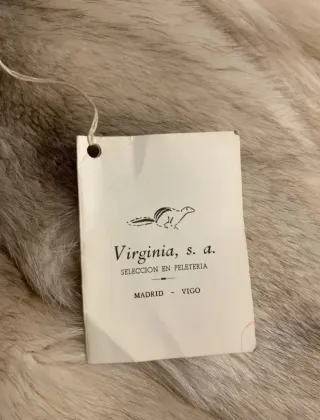 Virginia, s. a.
SELECCION EN PELETERIA
MADRID - VIGO